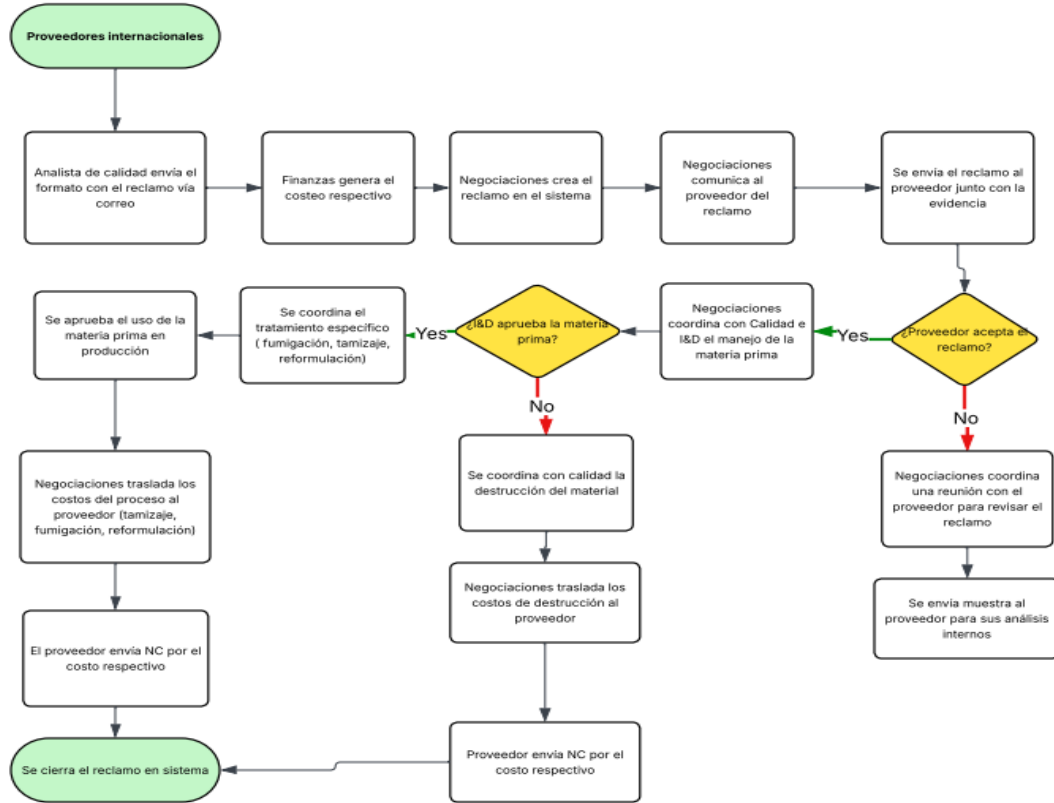 Proveedores internacionales
Analista de calidad envía el
formato con el reclamo vía
correo
Finanzas genera el
costeo respectivo
Negociaciones crea el
reclamo en el sistema
Negociaciones
comunica al
proveedor del
reclamo
Se envía el reclamo al
proveedor junto con la
evidencia
¿Proveedor acepta el
reclamo?
Yes
No
Negociaciones
coordina con Calidad e
I&D el manejo de la
materia prima
¿I&D aprueba la materia
prima?
Yes
No
Se coordina el
tratamiento específico
( fumigación, tamizaje,
reformulación)
Se aprueba el uso de la
materia prima en
producción
Negociaciones traslada los
costos del proceso al
proveedor (tamizaje,
fumigación, reformulación)
El proveedor envía NC por el
costo respectivo
Se cierra el reclamo en sistema
Se coordina con calidad la
destrucción del material
Negociaciones traslada los
costos de destrucción al
proveedor
Proveedor envía NC por el
costo respectivo
Negociaciones coordina
una reunión con el
proveedor para revisar el
reclamo
Se envía muestra al
proveedor para sus análisis
internos